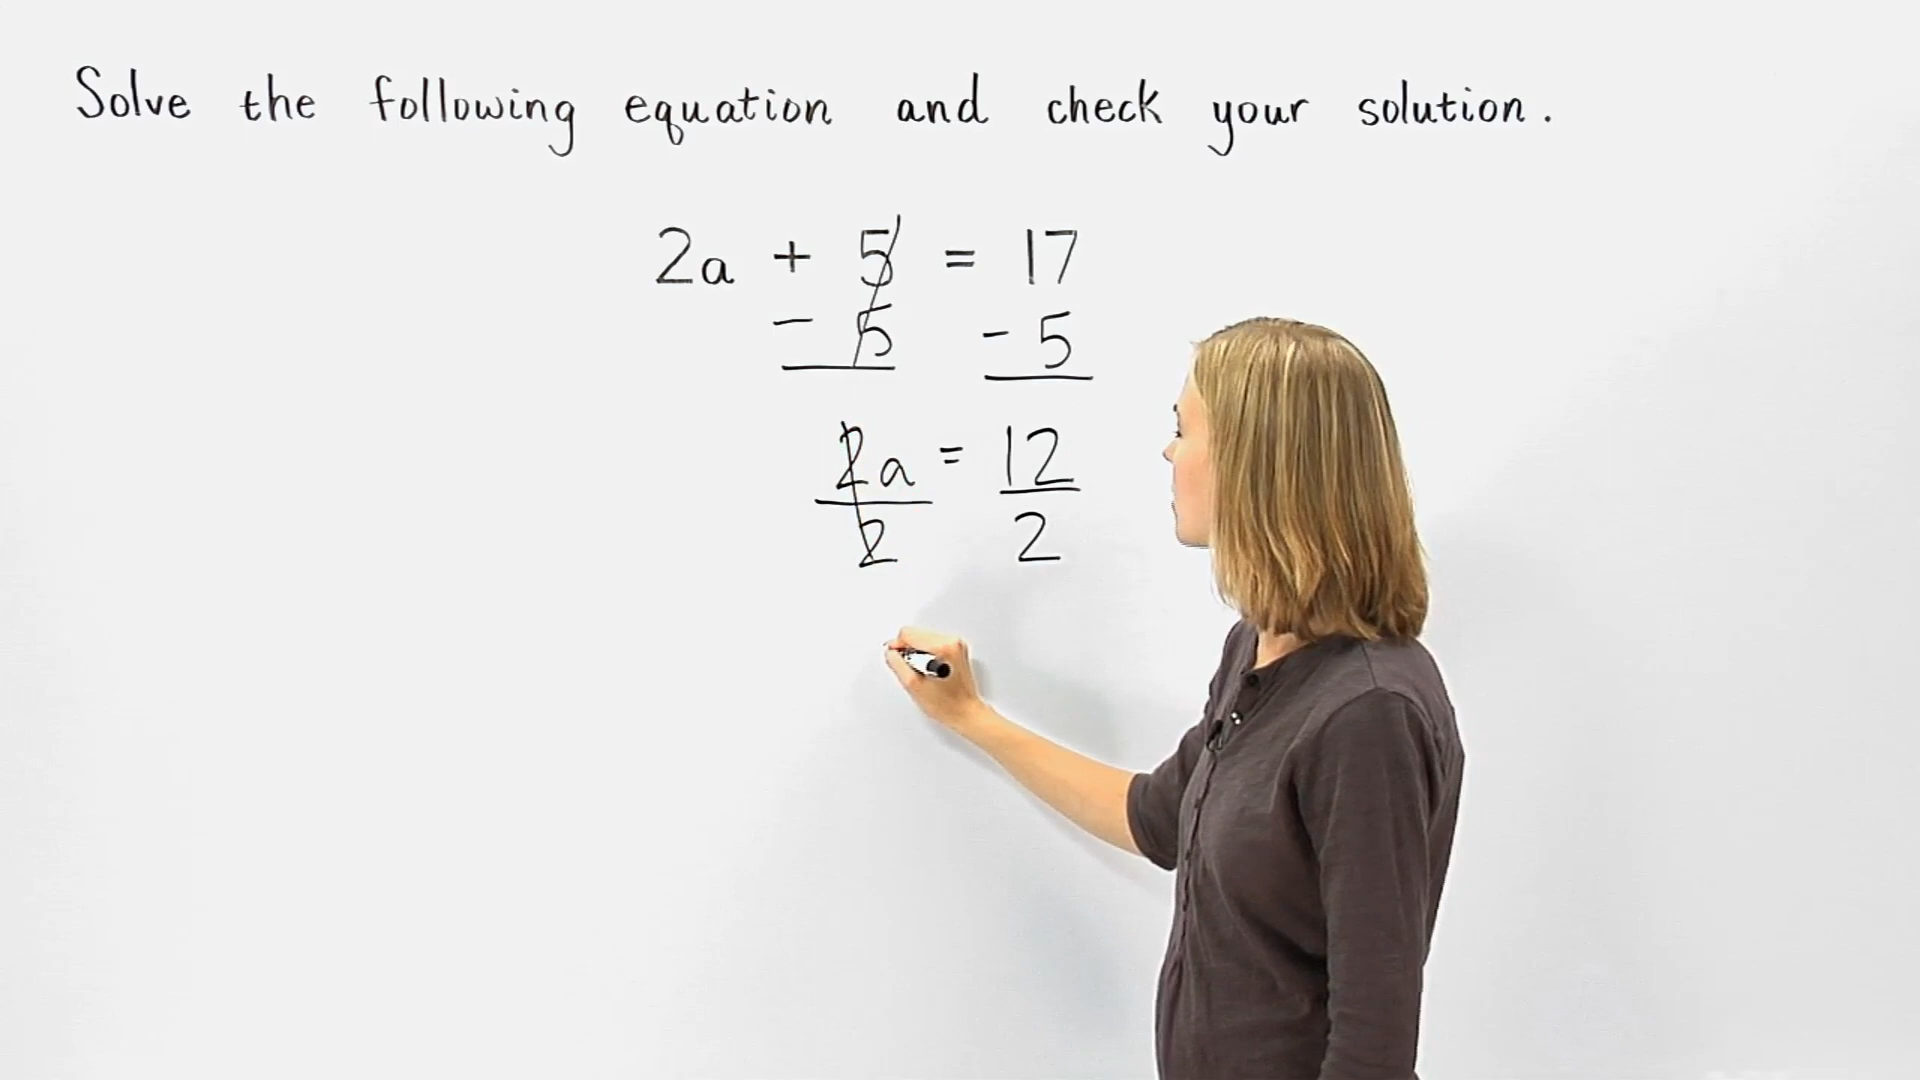 Solve the following equation and check your solution.
2a + 5 = 17
- 5 - 5
2a = 12
2 2